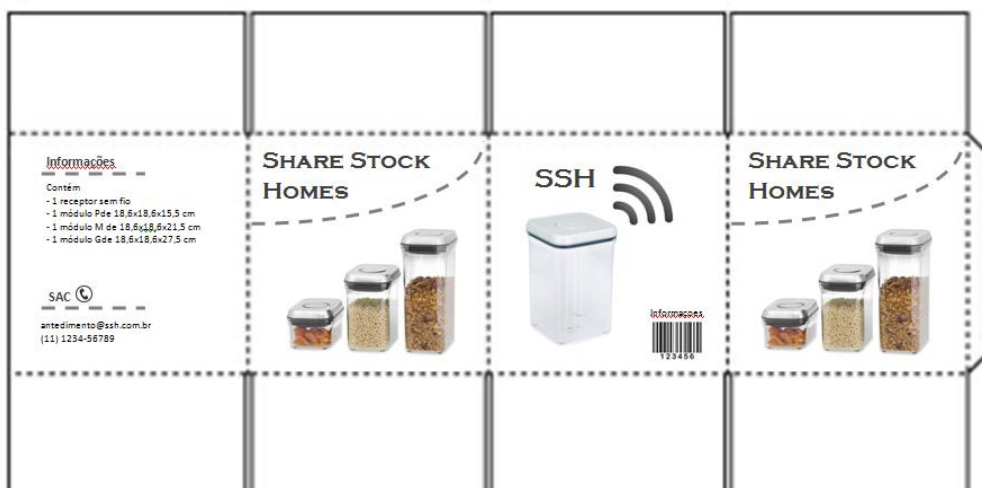 Informações
Contém
- 1 receptor sem fio
- 1 módulo Pde 18,6x18,6x15,5 cm
- 1 módulo M de 18,6x18,6x21,5 cm
- 1 módulo Gde 18,6x18,6x27,5 cm
SAC
antedimento@ssh.com.br
(11) 1234-56789
SHARE STOCK
HOMES
SSH
Informacoes
123456
SHARE STOCK
HOMES